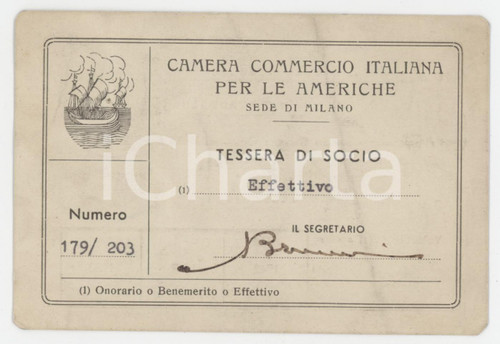 CAMERA COMMERCIO ITALIANA
PER LE AMERICHE
SEDE DI MILANO
TESSERA DI SOCIO
(1) Effettivo
Numero
179/ 203
IL SEGRETARIO
(1) Onorario o Benemerito o Effettivo
iCharta